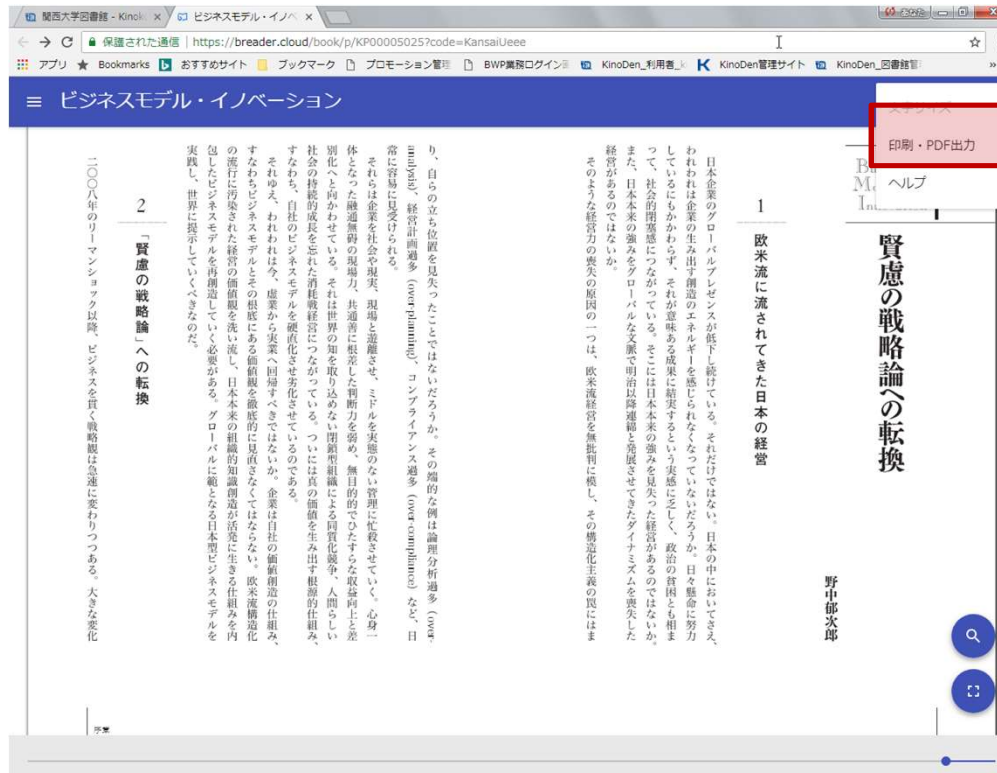 関西大学図書館 - Kinok
ビジネスモデル・イノベ
保護された通信 | https://breader.cloud/book/p/KP00005025?code=KansaiUeee
アプリ
Bookmarks
おすすめサイト
ブックマーク
プロモーション管理
BWP業務ログイン
KinoDen_利用者_k
KinoDen管理サイト
KinoDen_図書館管
»
ビジネスモデル・イノベーション
文字サイズ
印刷・PDF出力
ヘルプ
賢慮の戦略論への転換
野中郁次郎
1
欧米流に流されてきた日本の経営
日本企業のグローバルプレゼンスが低下し続けている。それだけではない。日本の中においてさえ、
われわれは企業の生み出す創造のエネルギーを感じられなくなっていないだろうか。日々懸命に努力
しているにもかかわらず、それが意味ある成果に結実するという実感に乏しく、政治の貧困とも相ま
って、社会的閉塞感につながっている。そこには日本本来の強みを見失った経営があるのではないか。
また、日本本来の強みをグローバルな文脈で明治以降連綿と発展させてきたダイナミズムを喪失した
経営があるのではないか。
そのような経営力の喪失の原因の一つは、欧米流経営を無批判に模し、その構造化主義の罠にはま
り、自らの立ち位置を見失ったことではないだろうか。その端的な例は論理分析過多（over-
analysis）、経営計画過多（over-planning）、コンプライアンス過多（over-compliance）など、日
常に容易に見受けられる。
それらは企業を社会や現実、現場と遊離させ、ミドルを実態のない管理に忙殺させていく。心身一
体となった融通無碍の現場力、共通善に根差した判断力を弱め、無目的的でひたすらな収益向上と差
別化へと向かわせている。それは世界の知を取り込めない閉鎖型組織による同質化競争、人間らしい
社会の持続的成長を忘れた消耗戦経営につながっている。ついには真の価値を生み出す根源的仕組み、
すなわち、自社のビジネスモデルを硬直化させ劣化させているのである。
それゆえ、われわれは今、虚業から実業へ回帰すべきではないか。企業は自社の価値創造の仕組み、
すなわちビジネスモデルとその根底にある価値観を徹底的に見直さなくてはならない。欧米流構造化
の流行に汚染された経営の価値観を洗い流し、日本本来の組織的知識創造が活発に生きる仕組みを内
包したビジネスモデルを再創造していく必要がある。グローバルに範となる日本型ビジネスモデルを
実践し、世界に提示していくべきなのだ。
2
「賢慮の戦略論」への転換
二〇〇八年のリーマンショック以降、ビジネスを貫く戦略観は急速に変わりつつある。大きな変化